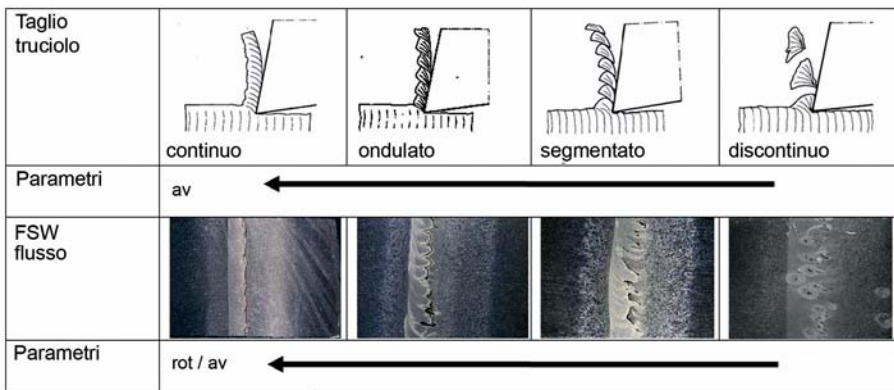 Taglio
truciolo
continuo
ondulato
segmentato
discontinuo
Parametri
av
FSW
flusso
Parametri
rot / av